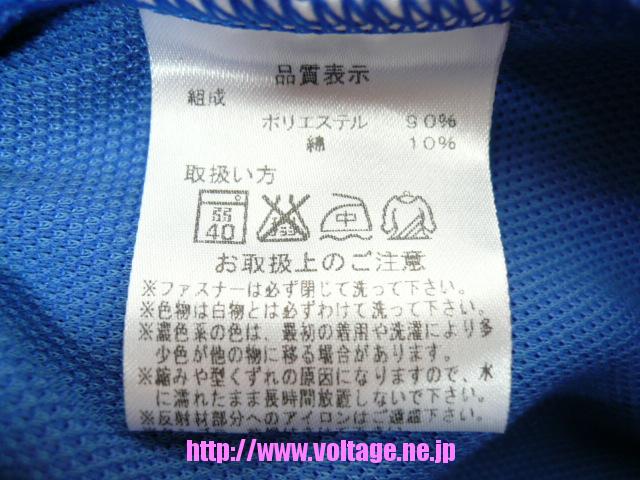 品質表示
組成
ポリエステル 90%
綿 10%
取扱い方
弱
40
中
お取扱上のご注意
※ファスナーは必ず閉じて洗って下さい。
※色物は白物とは必ずわけて洗って下さい。
※濃色系の色は、最初の着用や洗濯により多
少色が他の物に移る場合があります。
※縮みや型くずれの原因になりますので、水
に濡れたまま長時間放置しないで下さい。
※反射材部分へのアイロンはご遠慮下さい。
http://www.voltage.ne.jp